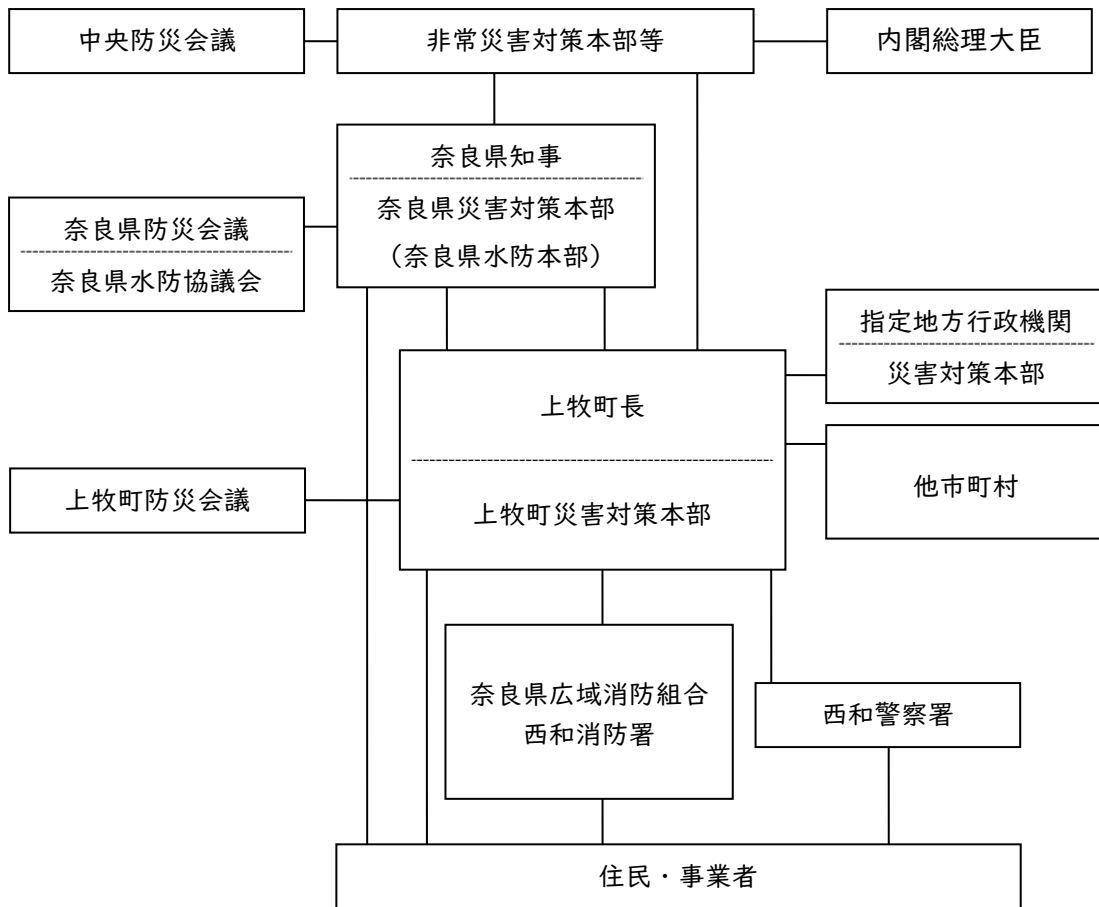 中央防災会議
非常災害対策本部等
内閣総理大臣
奈良県知事
奈良県災害対策本部
（奈良県水防本部）
奈良県防災会議
奈良県水防協議会
指定地方行政機関
災害対策本部
上牧町長
上牧町災害対策本部
他市町村
上牧町防災会議
奈良県広域消防組合
西和消防署
西和警察署
住民・事業者